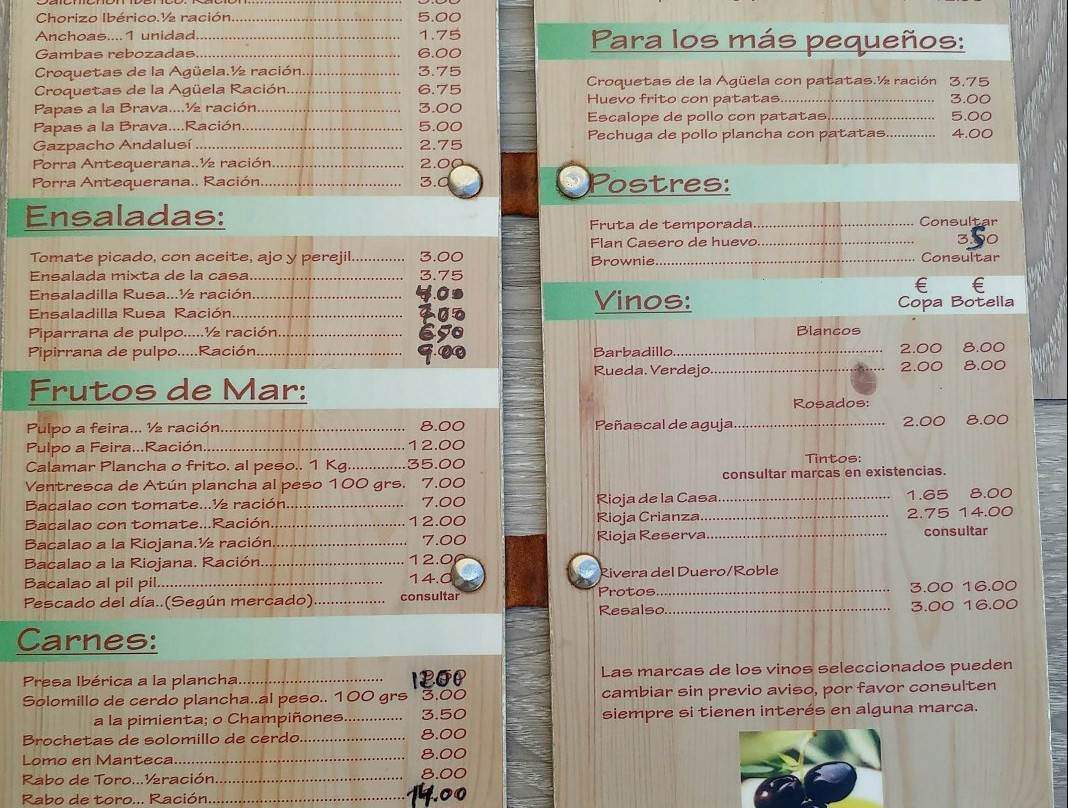 Salchichón Ibérico. Ración
Chorizo Ibérico.½ ración 5.00
Anchoas....1 unidad 1.75
Gambas rebozadas 6.00
Croquetas de la Agüela.½ ración 3.75
Croquetas de la Agüela Ración 6.75
Papas a la Brava....½ ración 3.00
Papas a la Brava....Ración 5.00
Gazpacho Andalusí 2.75
Porra Antequerana..½ ración 2.00
Porra Antequerana.. Ración 3.0
Ensaladas:
Tomate picado, con aceite, ajo y perejil 3.00
Ensalada mixta de la casa 3.75
Ensaladilla Rusa...½ ración 4.00
Ensaladilla Rusa Ración 7.00
Piparrana de pulpo.....½ ración 6.50
Pipirrana de pulpo.....Ración 9.00
Frutos de Mar:
Pulpo a feira... ½ ración 8.00
Pulpo a Feira...Ración 12.00
Calamar Plancha o frito. al peso.. 1 Kg 35.00
Ventresca de Atún plancha al peso 100 grs. 7.00
Bacalao con tomate...½ ración 7.00
Bacalao con tomate...Ración 12.00
Bacalao a la Riojana.½ ración 7.00
Bacalao a la Riojana. Ración 12.00
Bacalao al pil pil 14.0
Pescado del día..(Según mercado) consultar
Carnes:
Presa Ibérica a la plancha 12.00
Solomillo de cerdo plancha..al peso.. 100 grs 3.00
a la pimienta; o Champiñones 3.50
Brochetas de solomillo de cerdo 8.00
Lomo en Manteca 8.00
Rabo de Toro...½ración 8.00
Rabo de toro... Ración 14.00
Para los más pequeños:
Croquetas de la Agüela con patatas.½ ración 3.75
Huevo frito con patatas 3.00
Escalope de pollo con patatas 5.00
Pechuga de pollo plancha con patatas 4.00
Postres:
Fruta de temporada Consultar
Flan Casero de huevo 3.50
Brownie Consultar
Vinos:
€ €
Copa Botella
Blancos
Barbadillo 2.00 8.00
Rueda. Verdejo 2.00 8.00
Rosados:
Peñascal de aguja 2.00 8.00
Tintos:
consultar marcas en existencias.
Rioja de la Casa 1.65 8.00
Rioja Crianza 2.75 14.00
Rioja Reserva consultar
Rivera del Duero/Roble
Protos 3.00 16.00
Resalso 3.00 16.00
Las marcas de los vinos seleccionados pueden
cambiar sin previo aviso, por favor consulten
siempre si tienen interés en alguna marca.